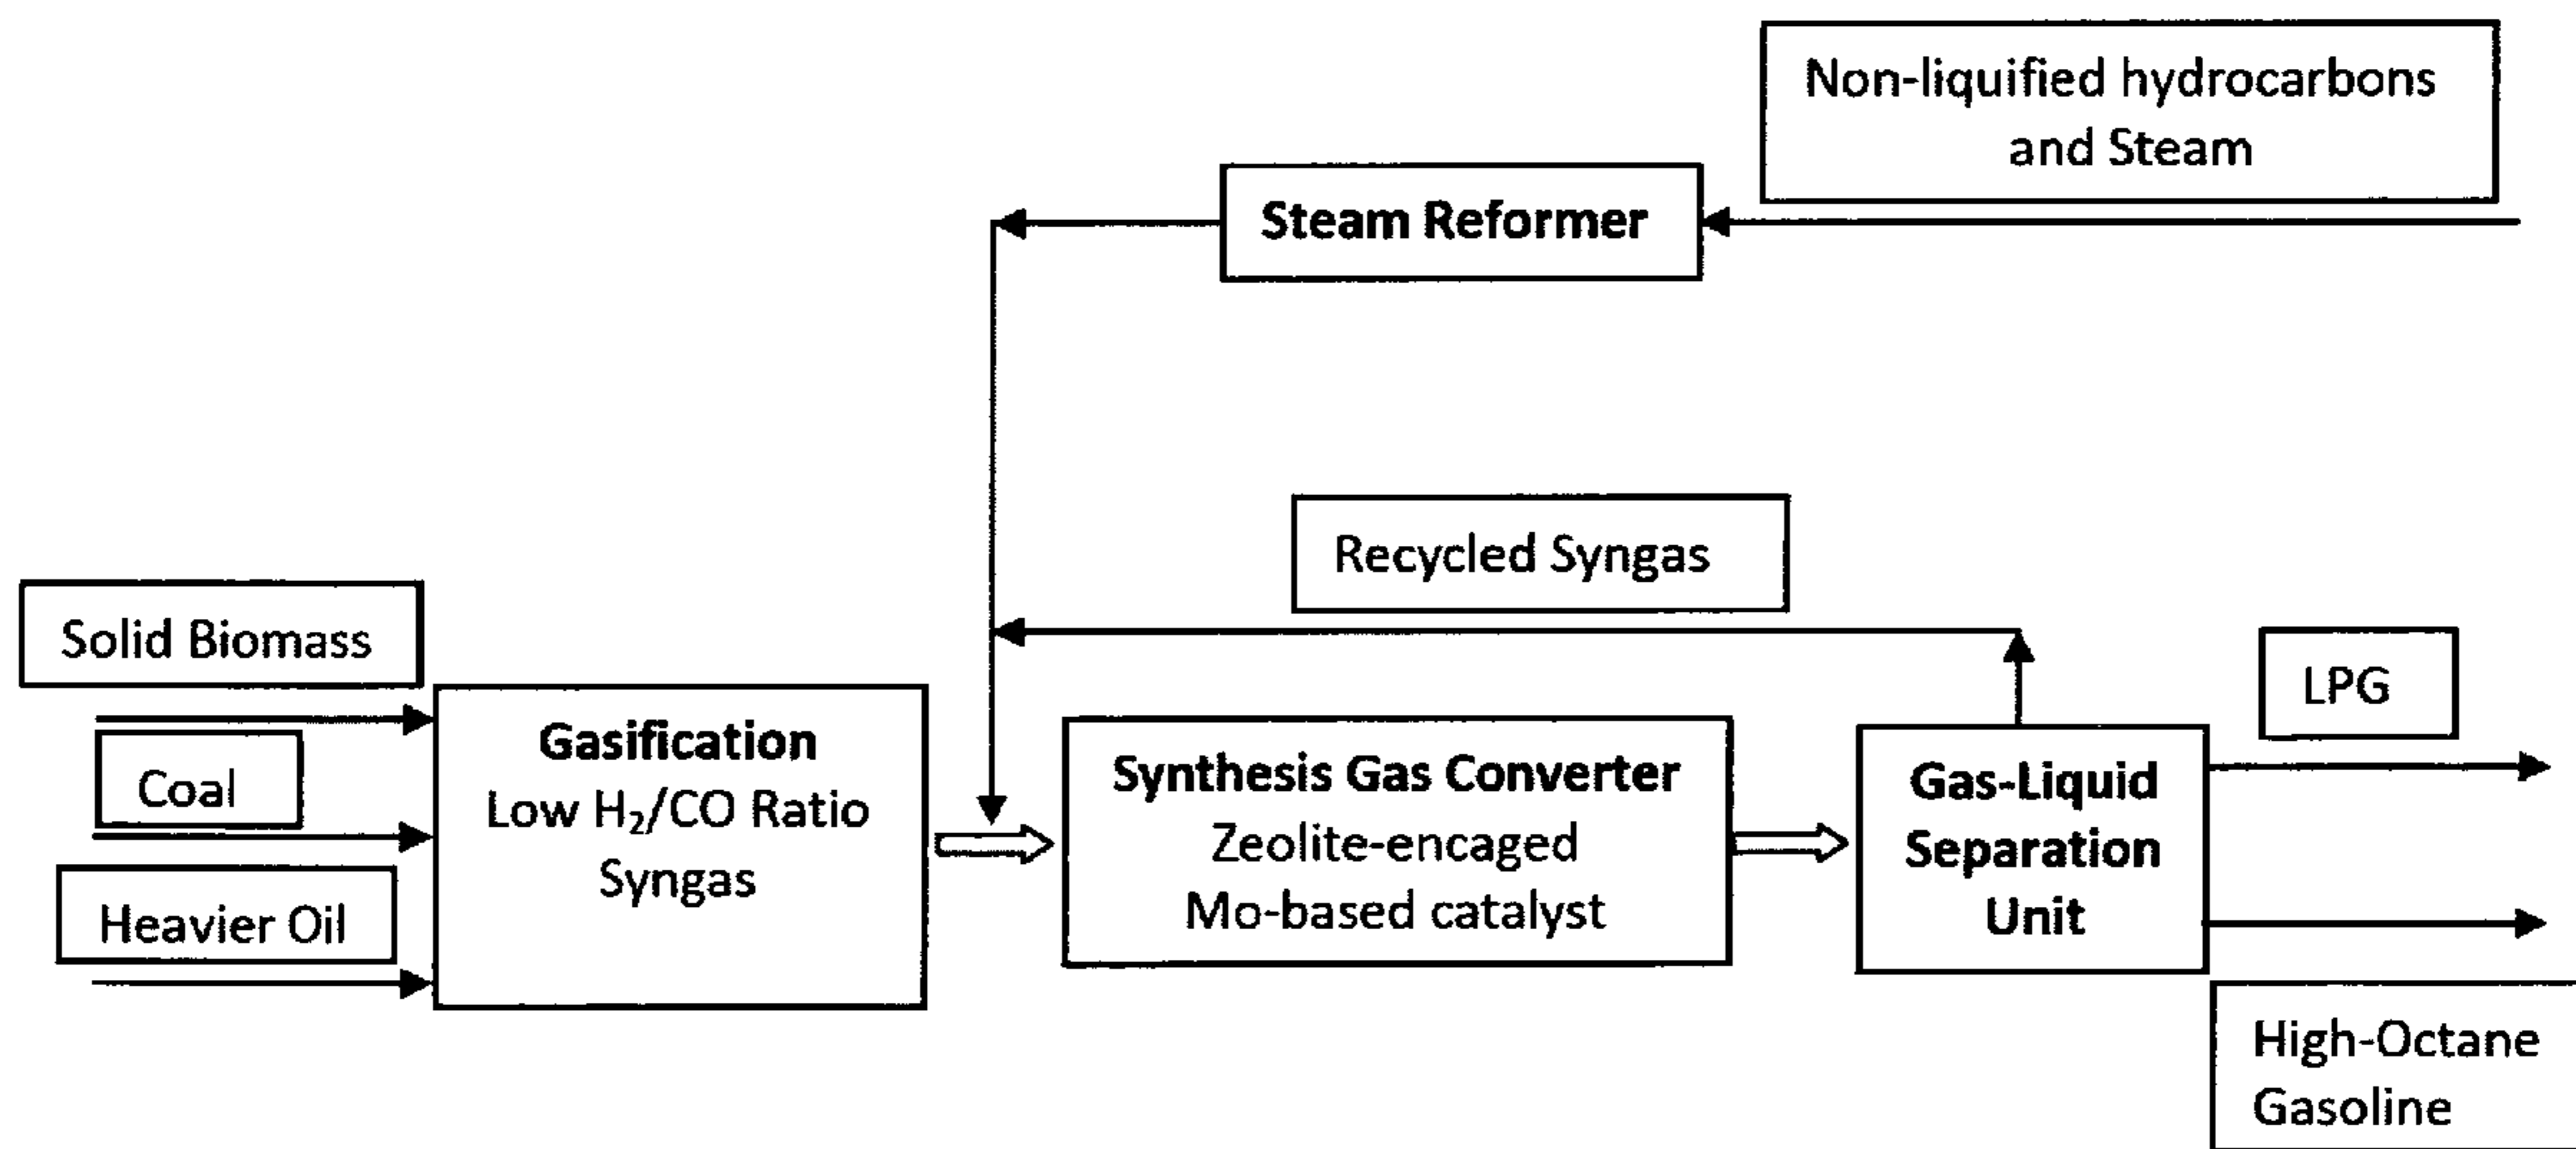 Non-liquified hydrocarbons
and Steam
Steam Reformer
Recycled Syngas
Solid Biomass
Coal
Heavier Oil
Gasification
Low H₂/CO Ratio
Syngas
Synthesis Gas Converter
Zeolite-encaged
Mo-based catalyst
Gas-Liquid
Separation
Unit
LPG
High-Octane
Gasoline